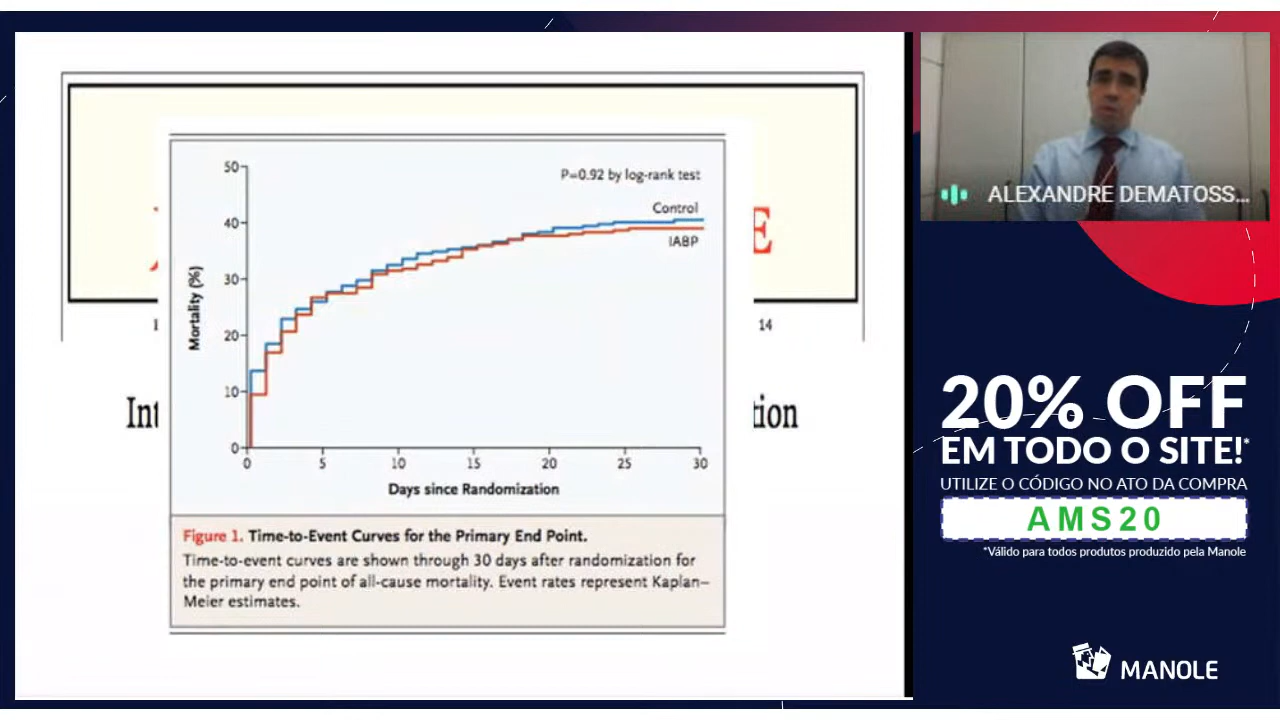 50
40
30
20
10
0
Mortality (%)
P=0.92 by log-rank test
Control
IABP
0 5 10 15 20 25 30
Days since Randomization
Figure 1. Time-to-Event Curves for the Primary End Point.
Time-to-event curves are shown through 30 days after randomization for
the primary end point of all-cause mortality. Event rates represent Kaplan–
Meier estimates.
E
14
Int
tion
ALEXANDRE DEMATOSS...
20% OFF
EM TODO O SITE!*
UTILIZE O CÓDIGO NO ATO DA COMPRA
AMS20
*Válido para todos produtos produzido pela Manole
MANOLE